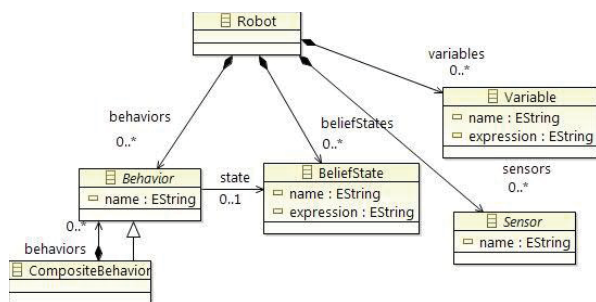 Robot
variables
0..*
Variable
name : EString
expression : EString
behaviors
0..*
beliefStates
0..*
sensors
0..*
Behavior
name : EString
state
0..1
BeliefState
name : EString
expression : EString
Sensor
name : EString
0..*
behaviors
CompositeBehavior